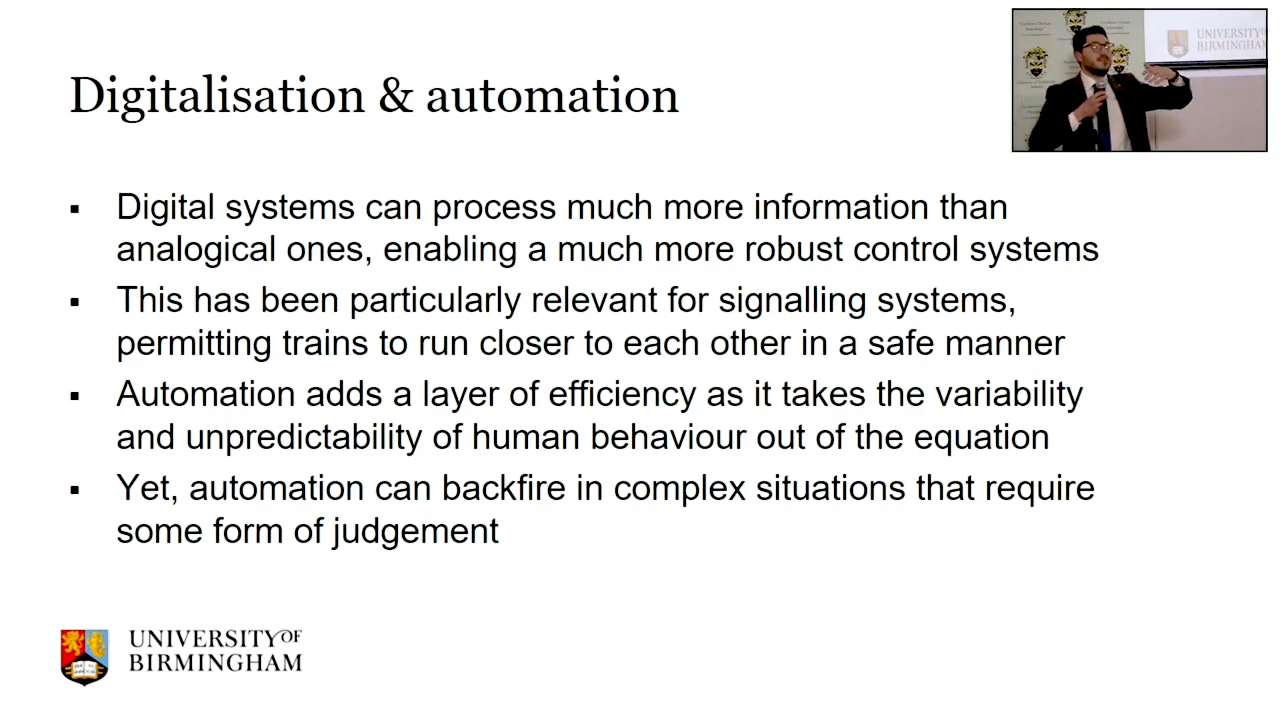 Digitalisation & automation
UNIVERSITY OF
BIRMINGHAM
▪ Digital systems can process much more information than
analogical ones, enabling a much more robust control systems
▪ This has been particularly relevant for signalling systems,
permitting trains to run closer to each other in a safe manner
▪ Automation adds a layer of efficiency as it takes the variability
and unpredictability of human behaviour out of the equation
▪ Yet, automation can backfire in complex situations that require
some form of judgement
UNIVERSITY OF
BIRMINGHAM